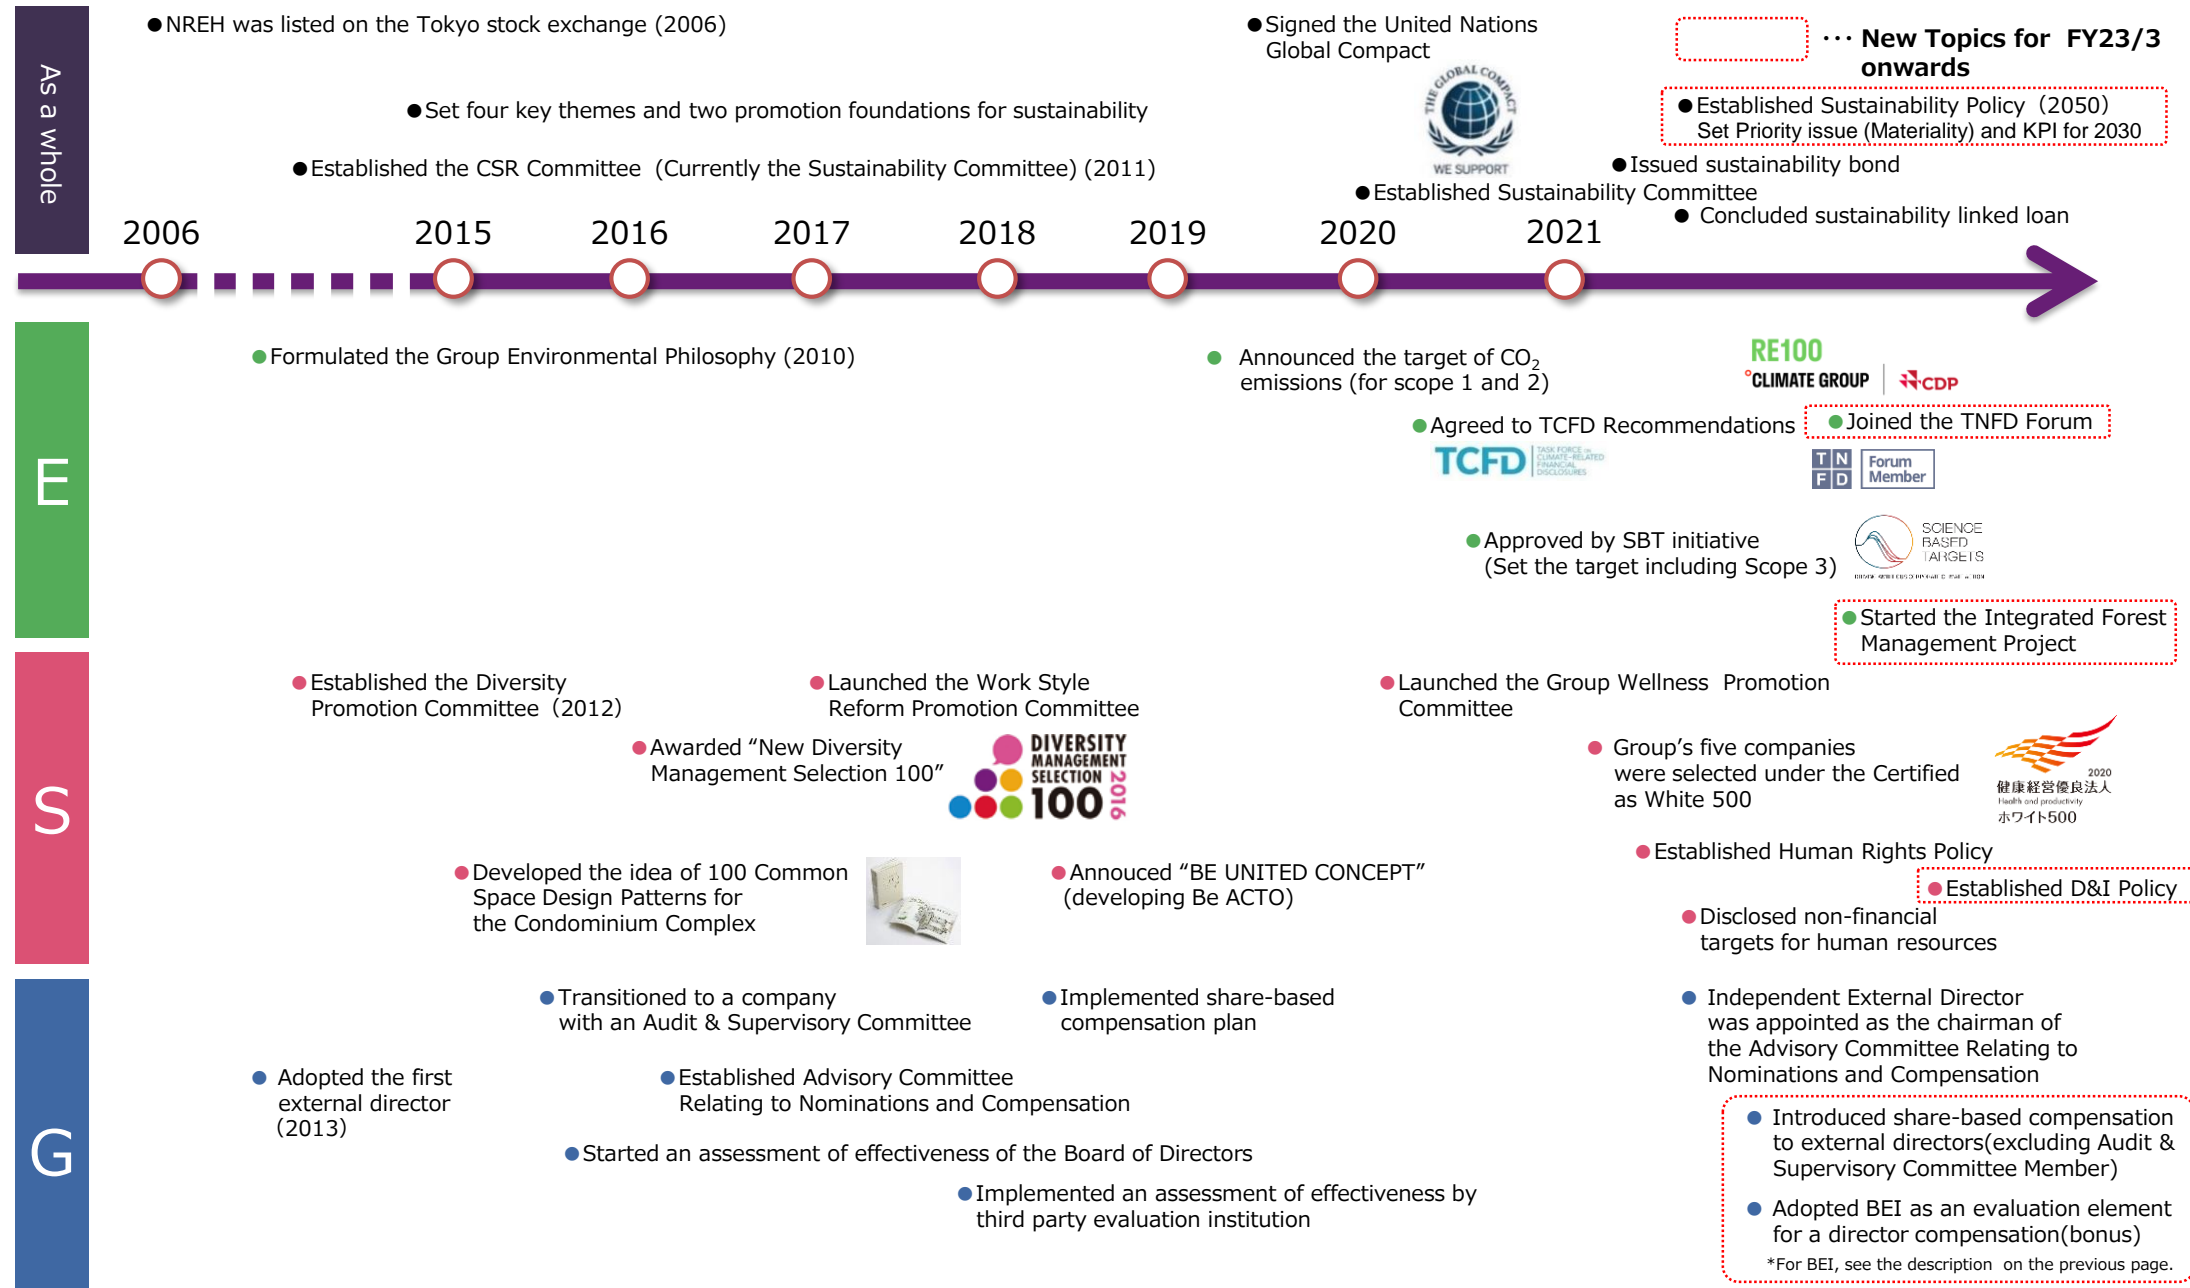 As a whole
●NREH was listed on the Tokyo stock exchange (2006)
●Signed the United Nations
Global Compact
THE GLOBAL COMPACT
WE SUPPORT
･･･ New Topics for FY23/3
onwards
●Set four key themes and two promotion foundations for sustainability
●Established Sustainability Policy（2050）
Set Priority issue (Materiality) and KPI for 2030
●Established the CSR Committee (Currently the Sustainability Committee) (2011)
●Issued sustainability bond
●Established Sustainability Committee
● Concluded sustainability linked loan
2006
2015
2016
2017
2018
2019
2020
2021
E
●Formulated the Group Environmental Philosophy (2010)
● Announced the target of CO₂
emissions (for scope 1 and 2)
RE100
°CLIMATE GROUP
CDP
●Agreed to TCFD Recommendations
TCFD
TASK FORCE ON
CLIMATE-RELATED
FINANCIAL
DISCLOSURES
●Joined the TNFD Forum
TN
FD
Forum
Member
●Approved by SBT initiative
(Set the target including Scope 3)
SCIENCE
BASED
TARGETS
●Started the Integrated Forest
Management Project
S
●Established the Diversity
Promotion Committee（2012）
●Launched the Work Style
Reform Promotion Committee
●Launched the Group Wellness Promotion
Committee
●Awarded “New Diversity
Management Selection 100”
DIVERSITY
MANAGEMENT
SELECTION
100
2016
● Group’s five companies
were selected under the Certified
as White 500
2020
健康経営優良法人
Health and productivity
ホワイト500
●Developed the idea of 100 Common
Space Design Patterns for
the Condominium Complex
●Annouced “BE UNITED CONCEPT”
(developing Be ACTO)
●Established Human Rights Policy
●Established D&I Policy
●Disclosed non-financial
targets for human resources
G
●Transitioned to a company
with an Audit & Supervisory Committee
●Implemented share-based
compensation plan
● Independent External Director
was appointed as the chairman of
the Advisory Committee Relating to
Nominations and Compensation
● Adopted the first
external director
（2013）
●Established Advisory Committee
Relating to Nominations and Compensation
●Started an assessment of effectiveness of the Board of Directors
●Implemented an assessment of effectiveness by
third party evaluation institution
● Introduced share-based compensation
to external directors(excluding Audit &
Supervisory Committee Member)
● Adopted BEI as an evaluation element
for a director compensation(bonus)
*For BEI, see the description on the previous page.